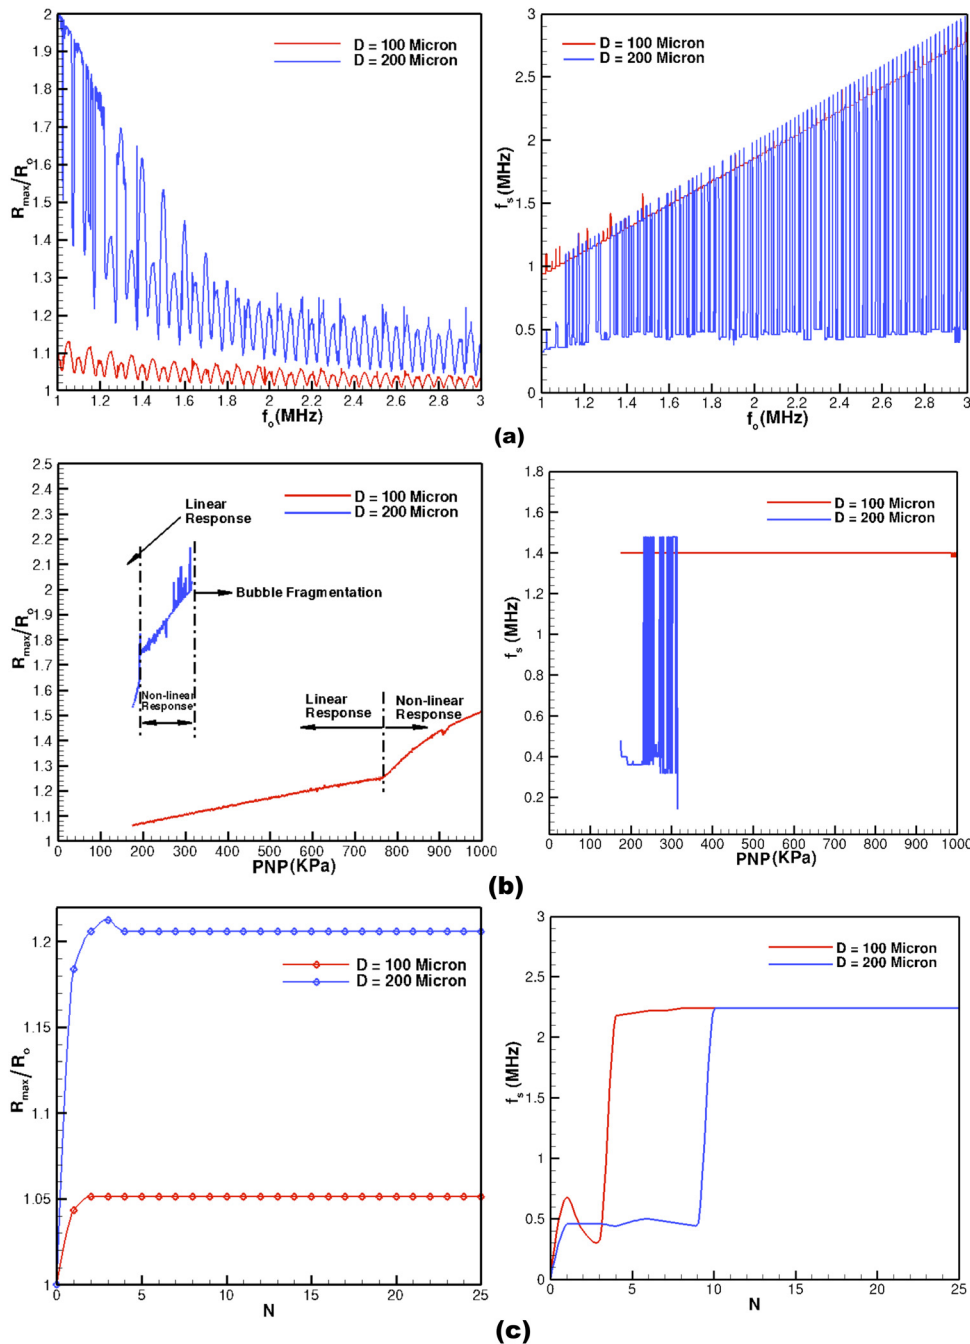 2
1.9
1.8
1.7
1.6
1.5
1.4
1.3
1.2
1.1
1
Rmax/Ro
D = 100 Micron
D = 200 Micron
1 1.2 1.4 1.6 1.8 2 2.2 2.4 2.6 2.8 3
fo(MHz)
3
2.5
2
1.5
1
0.5
0
fs(MHz)
D = 100 Micron
D = 200 Micron
1 1.2 1.4 1.6 1.8 2 2.2 2.4 2.6 2.8 3
fo(MHz)
(a)
2.5
2.4
2.3
2.2
2.1
2
1.9
1.8
1.7
1.6
1.5
1.4
1.3
1.2
1.1
1
Rmax/Ro
D = 100 Micron
D = 200 Micron
Linear
Response
Bubble Fragmentation
Non-linear
Response
Linear
Response
Non-linear
Response
0 100 200 300 400 500 600 700 800 900 1000
PNP(KPa)
1.8
1.6
1.4
1.2
1
0.8
0.6
0.4
0.2
fs (MHz)
D = 100 Micron
D = 200 Micron
0 100 200 300 400 500 600 700 800 900 1000
PNP(KPa)
(b)
1.2
1.15
1.1
1.05
1
Rmax/Ro
D = 100 Micron
D = 200 Micron
0 5 10 15 20 25
N
3
2.5
2
1.5
1
0.5
0
fs (MHz)
D = 100 Micron
D = 200 Micron
0 5 10 15 20 25
N
(c)